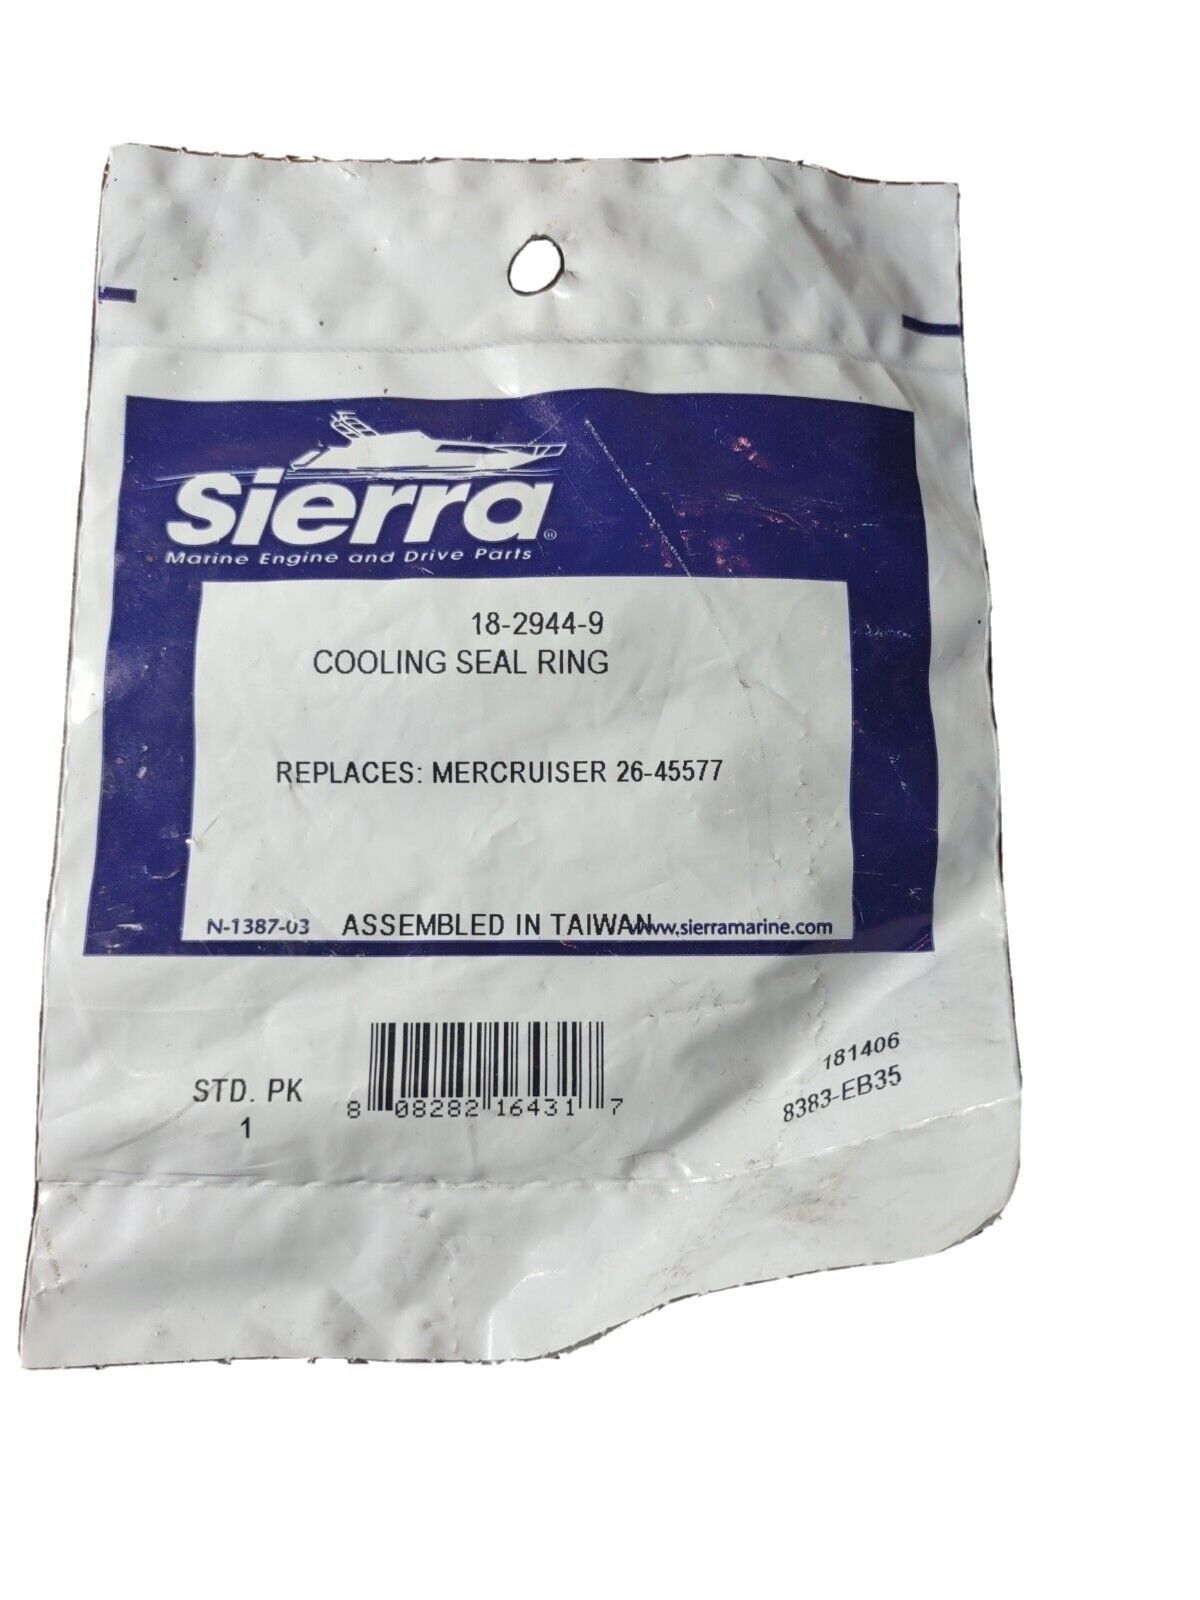 Sierra®
Marine Engine and Drive Parts
18-2944-9
COOLING SEAL RING
REPLACES: MERCRUISER 26-45577
N-1387-03 ASSEMBLED IN TAIWAN www.sierramarine.com
STD. PK
1
8 08282 16431 7
181406
8383-EB35